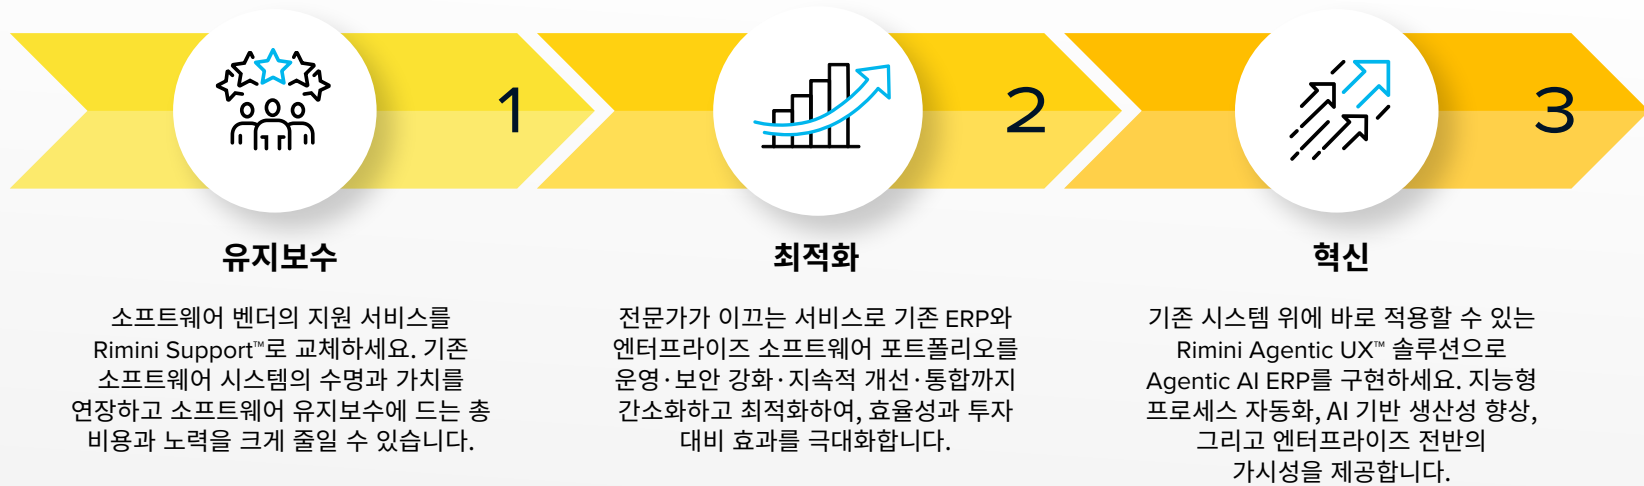 1
2
3
유지보수
소프트웨어 벤더의 지원 서비스를
Rimini Support™로 교체하세요. 기존
소프트웨어 시스템의 수명과 가치를
연장하고 소프트웨어 유지보수에 드는 총
비용과 노력을 크게 줄일 수 있습니다.
최적화
전문가가 이끄는 서비스로 기존 ERP와
엔터프라이즈 소프트웨어 포트폴리오를
운영·보안 강화·지속적 개선·통합까지
간소화하고 최적화하여, 효율성과 투자
대비 효과를 극대화합니다.
혁신
기존 시스템 위에 바로 적용할 수 있는
Rimini Agentic UX™ 솔루션으로
Agentic AI ERP를 구현하세요. 지능형
프로세스 자동화, AI 기반 생산성 향상,
그리고 엔터프라이즈 전반의
가시성을 제공합니다.